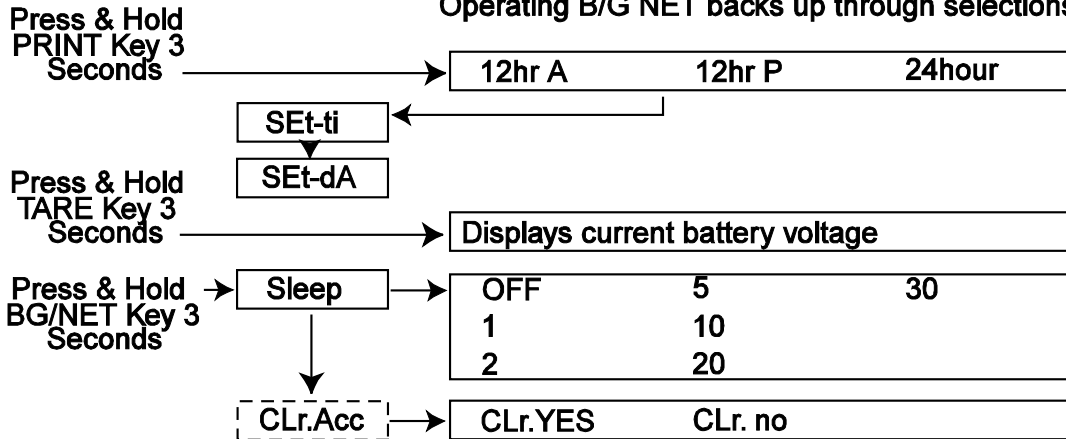 Operating B/G NET backs up through selections
Press & Hold
PRINT Key 3
Seconds
12hr A 12hr P 24hour
SEt-ti
SEt-dA
Press & Hold
TARE Key 3
Seconds
Displays current battery voltage
Press & Hold
BG/NET Key 3
Seconds
Sleep
OFF 5 30
1 10
2 20
CLr.Acc
CLr.YES CLr. no